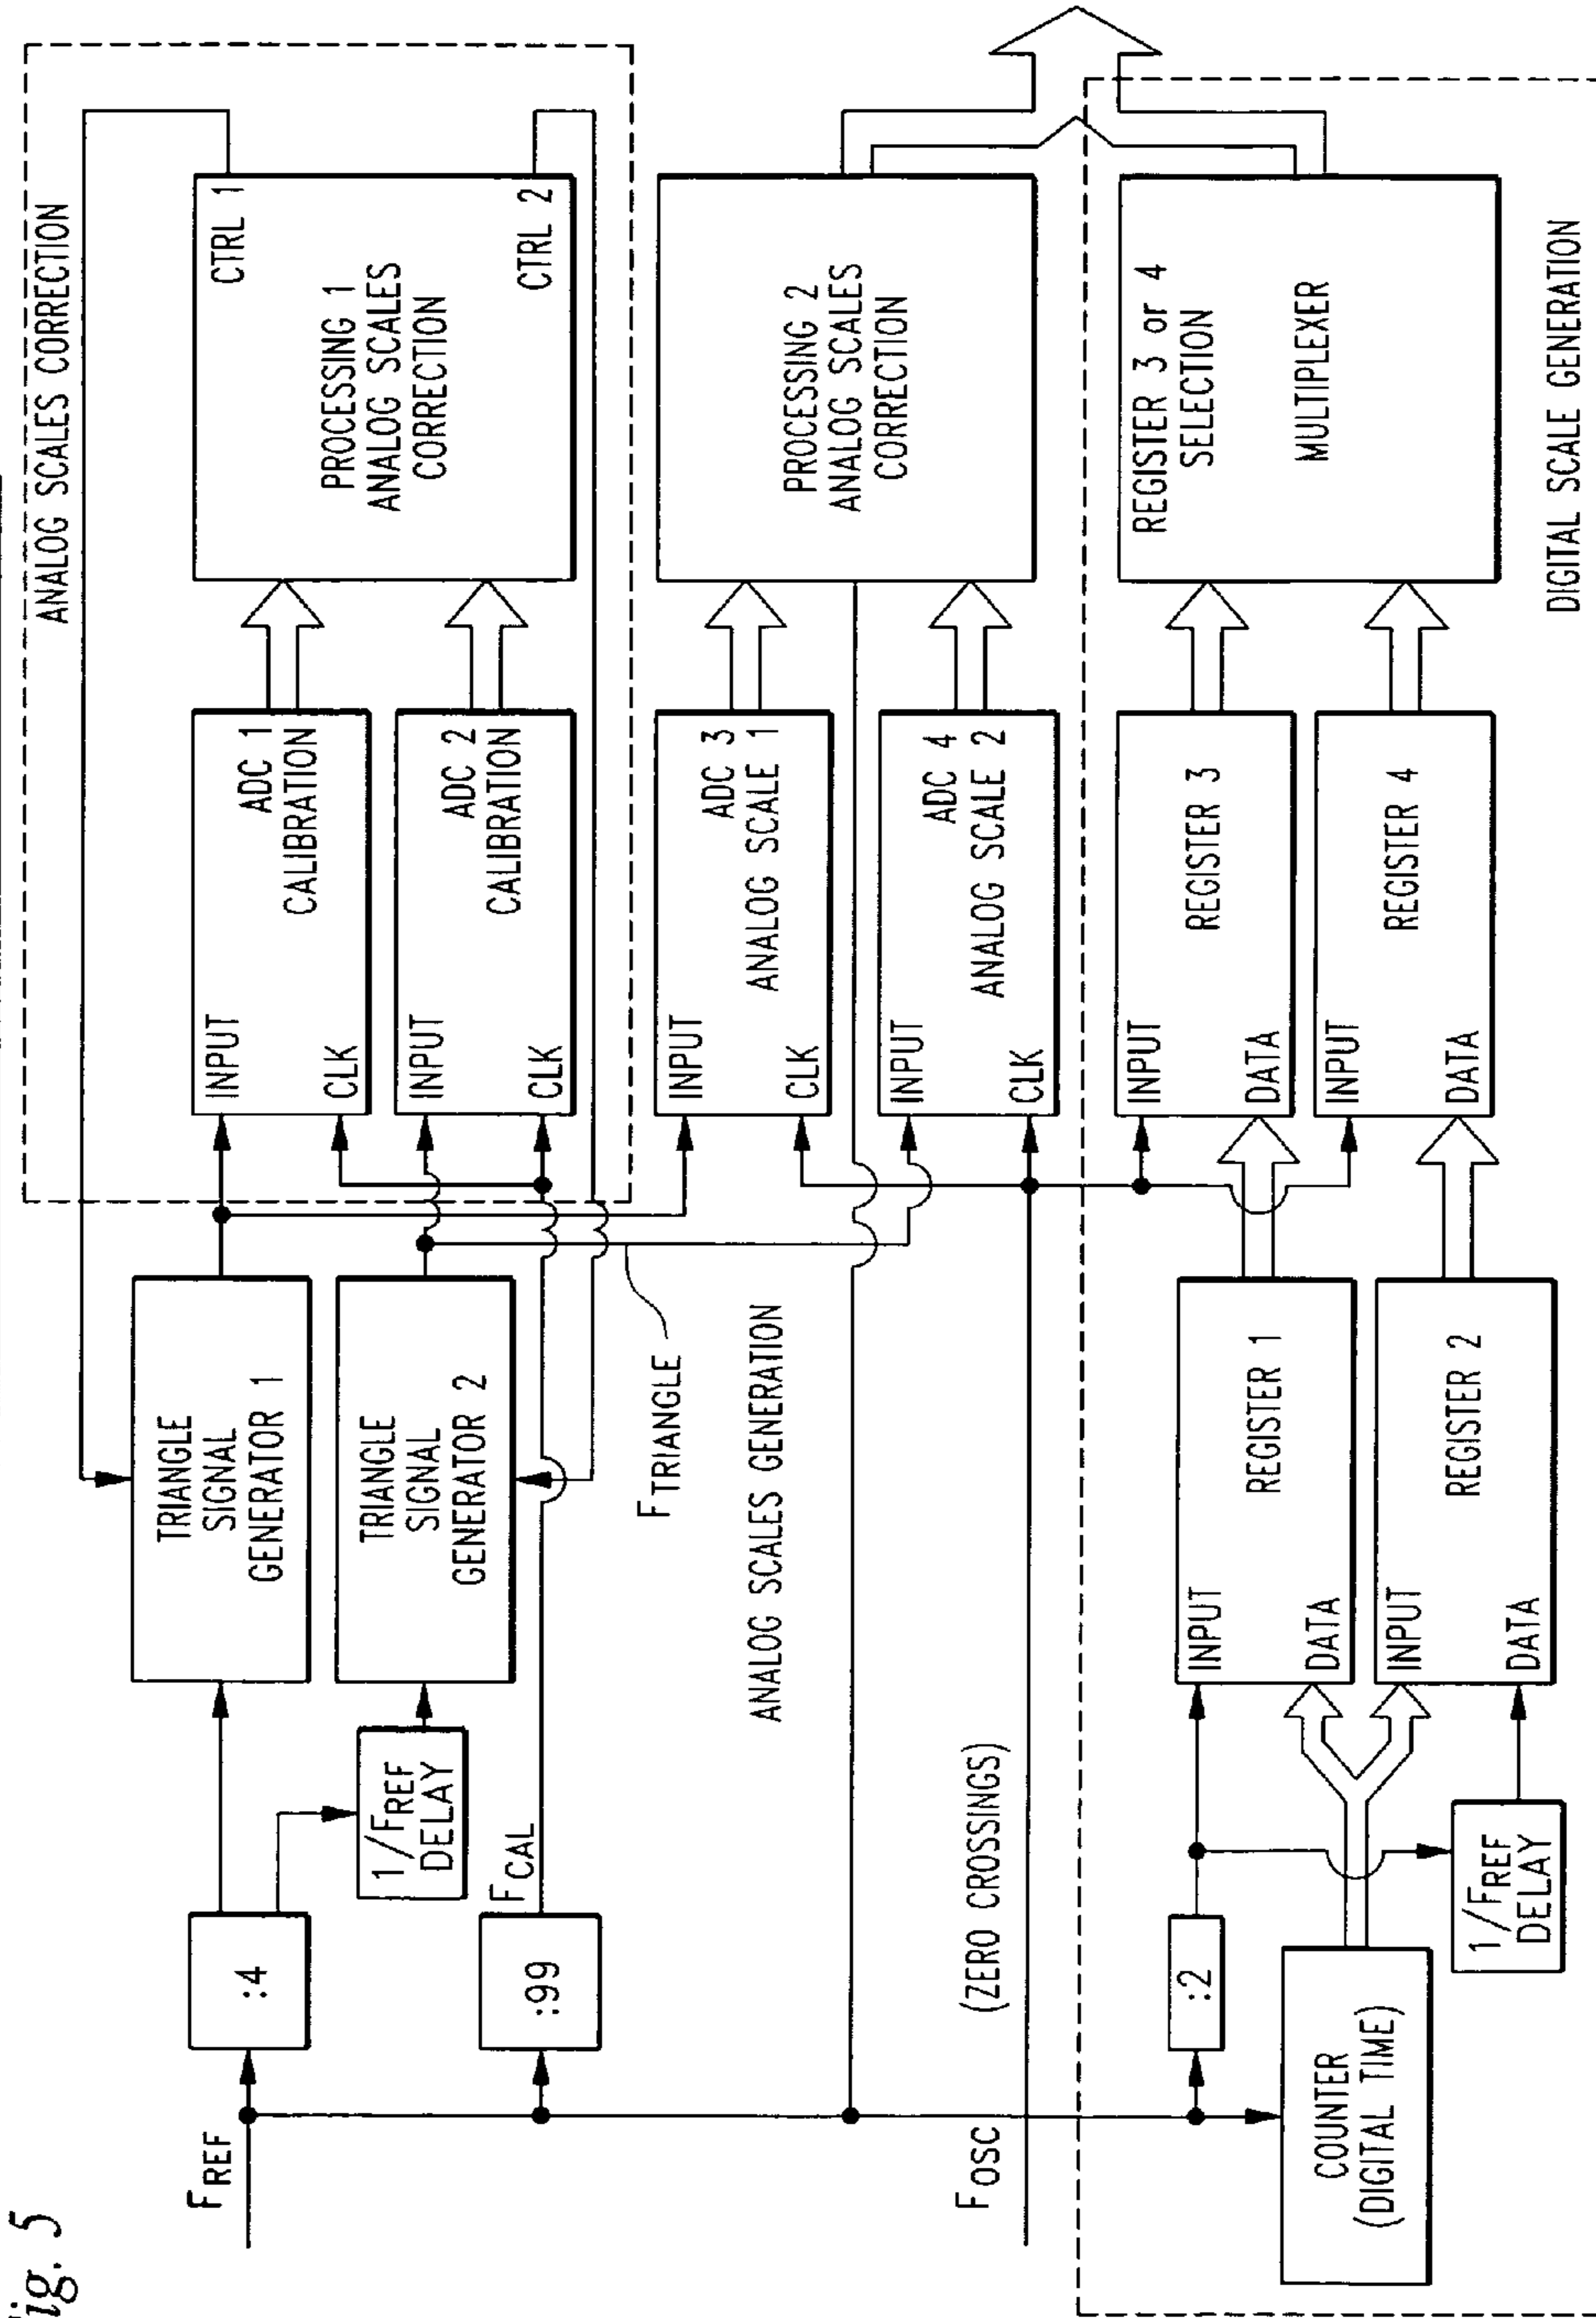 Fig. 5
ANALOG SCALES CORRECTION
FREF
:4
1/FREF
DELAY
:99
FCAL
TRIANGLE
SIGNAL
GENERATOR 1
TRIANGLE
SIGNAL
GENERATOR 2
FTRIANGLE
INPUT
CLK
ADC 1
CALIBRATION
INPUT
CLK
ADC 2
CALIBRATION
CTRL 1
PROCESSING 1
ANALOG SCALES
CORRECTION
CTRL 2
ANALOG SCALES GENERATION
INPUT
CLK
ADC 3
ANALOG SCALE 1
INPUT
CLK
ADC 4
ANALOG SCALE 2
PROCESSING 2
ANALOG SCALES
CORRECTION
FOSC
(ZERO CROSSINGS)
:2
COUNTER
(DIGITAL TIME)
1/FREF
DELAY
INPUT
DATA
REGISTER 1
INPUT
DATA
REGISTER 2
INPUT
DATA
REGISTER 3
INPUT
DATA
REGISTER 4
REGISTER 3 or 4
SELECTION
MULTIPLEXER
DIGITAL SCALE GENERATION